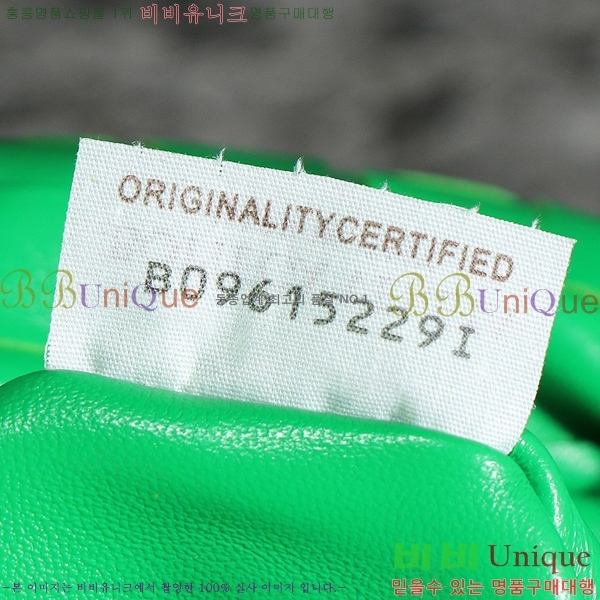 홍콩명품쇼핑몰 1위 비비유니크 명품구매대행
ORIGINALITY CERTIFIED
B09615229I
BBUniQue
BBUniQue
비비 Unique
-본 이미지는 비비유니크에서 촬영한 100% 실사 이미지 입니다.-
믿을수 있는 명품구매대행